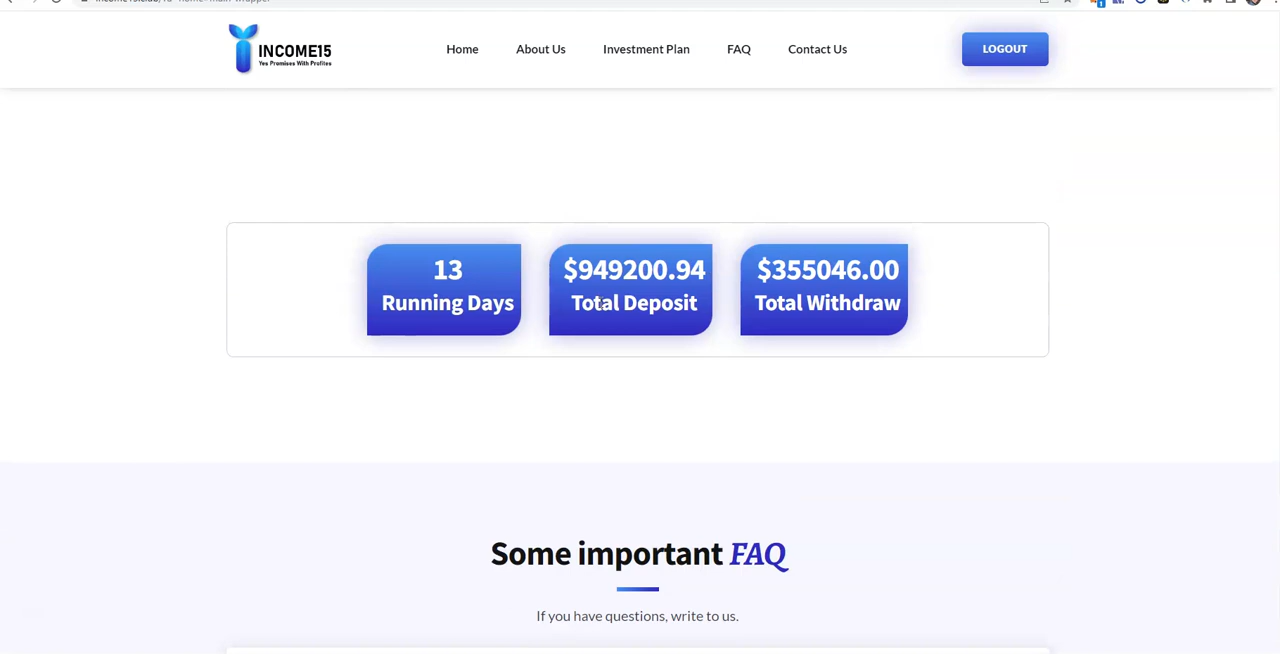 INCOME15
Yes Promises With Profites
Home
About Us
Investment Plan
FAQ
Contact Us
LOGOUT
13
Running Days
$949200.94
Total Deposit
$355046.00
Total Withdraw
Some important FAQ
If you have questions, write to us.